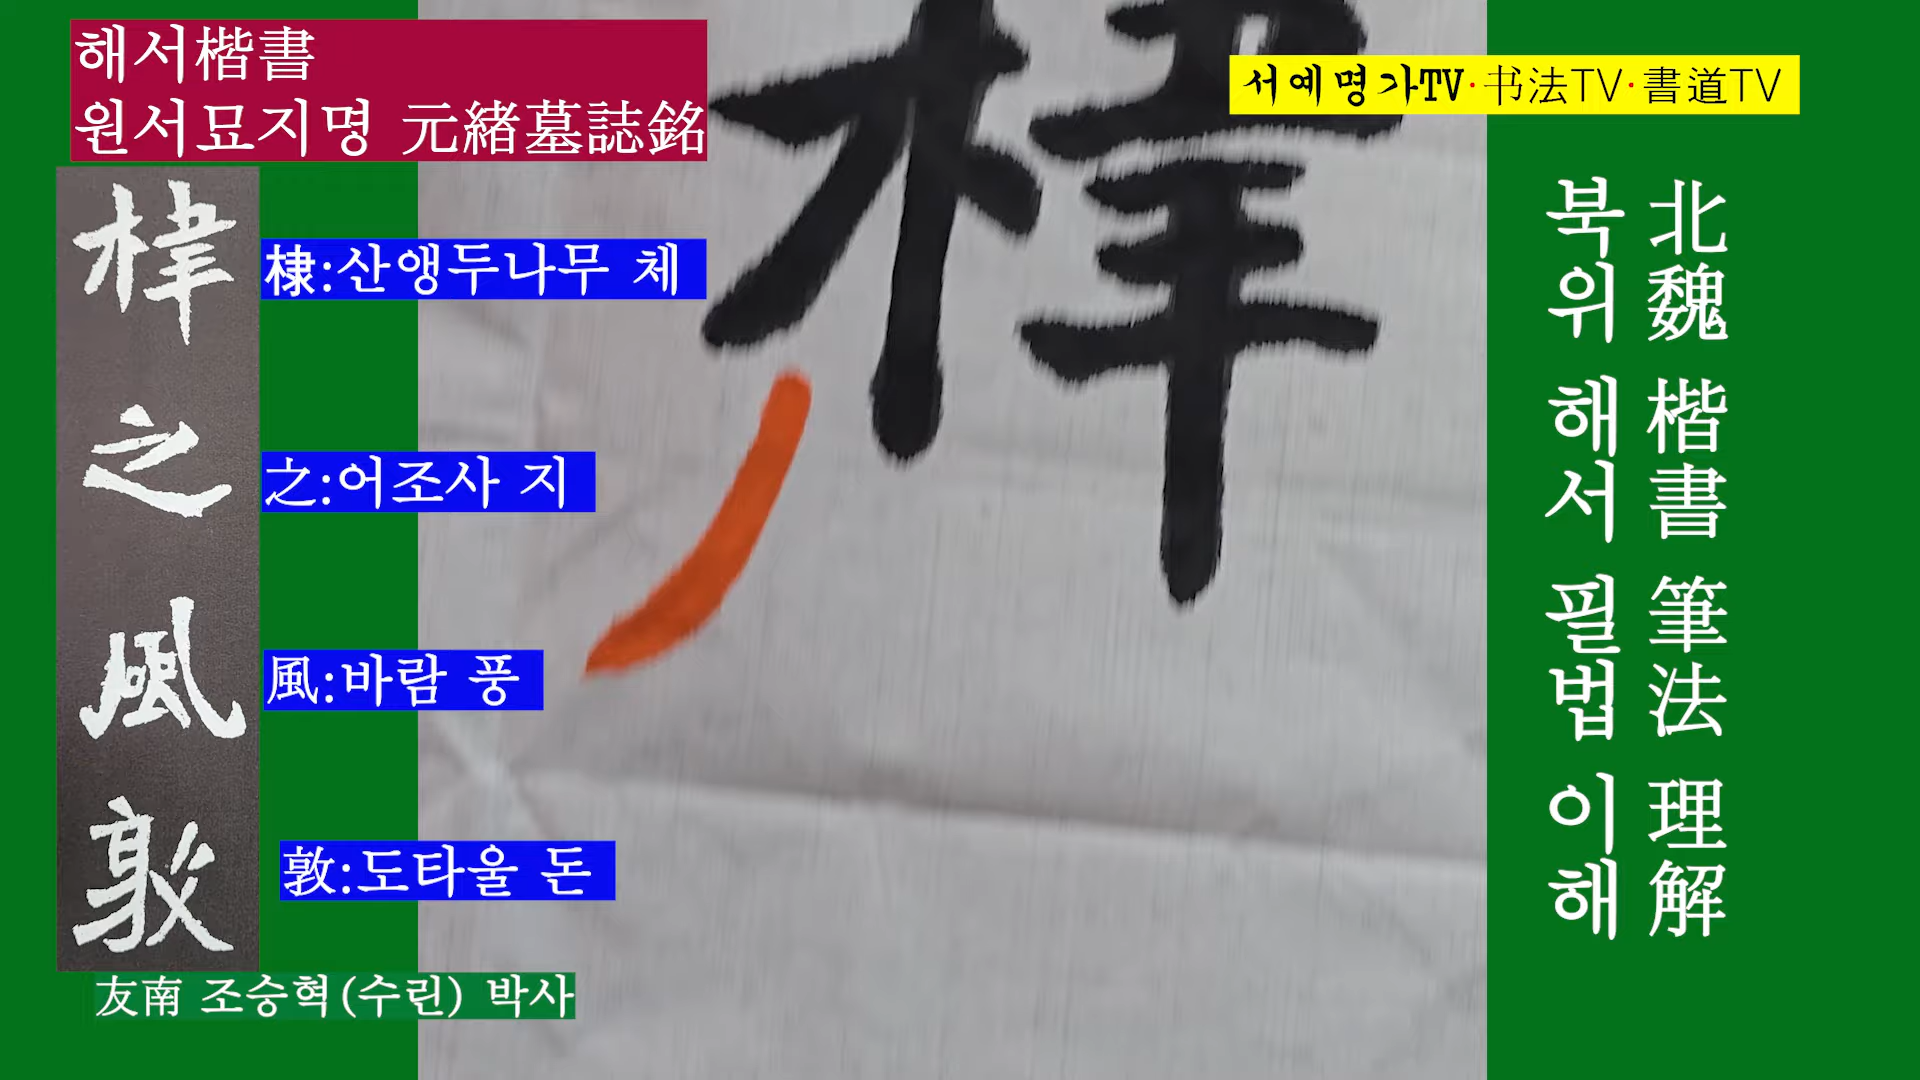 해서楷書
원서묘지명 元緖墓誌銘
서예명가TV·书法TV·書道TV
棣:산앵두나무 체
之:어조사 지
風:바람 풍
敦:도타울 돈
之
風
敦
友南 조승혁(수린) 박사
북위 해서 필법 이해
北魏 楷書 筆法 理解